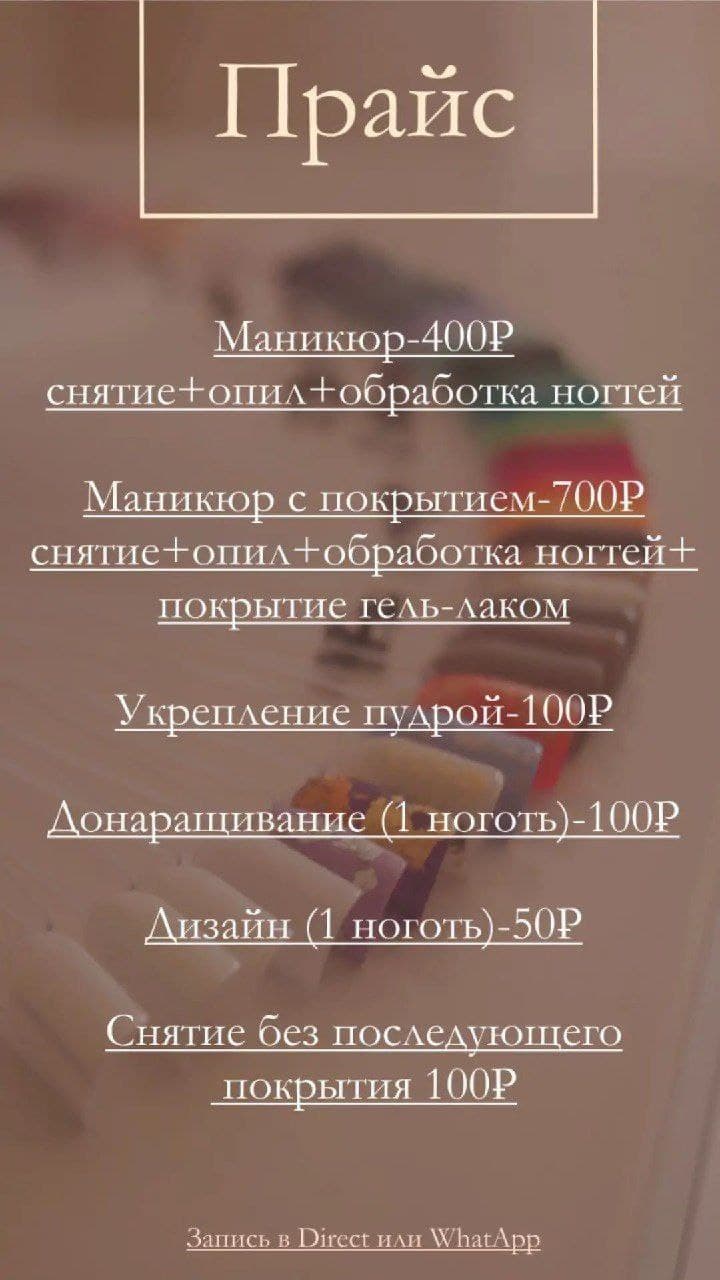 Прайс
Маникюр-400₽
снятие+опил+обработка ногтей
Маникюр с покрытием-700₽
снятие+опил+обработка ногтей+
покрытие гель-лаком
Укрепление пудрой-100₽
Донаращивание (1 ноготь)-100₽
Дизайн (1 ноготь)-50₽
Снятие без последующего
покрытия 100₽
Запись в Direct или WhatApp